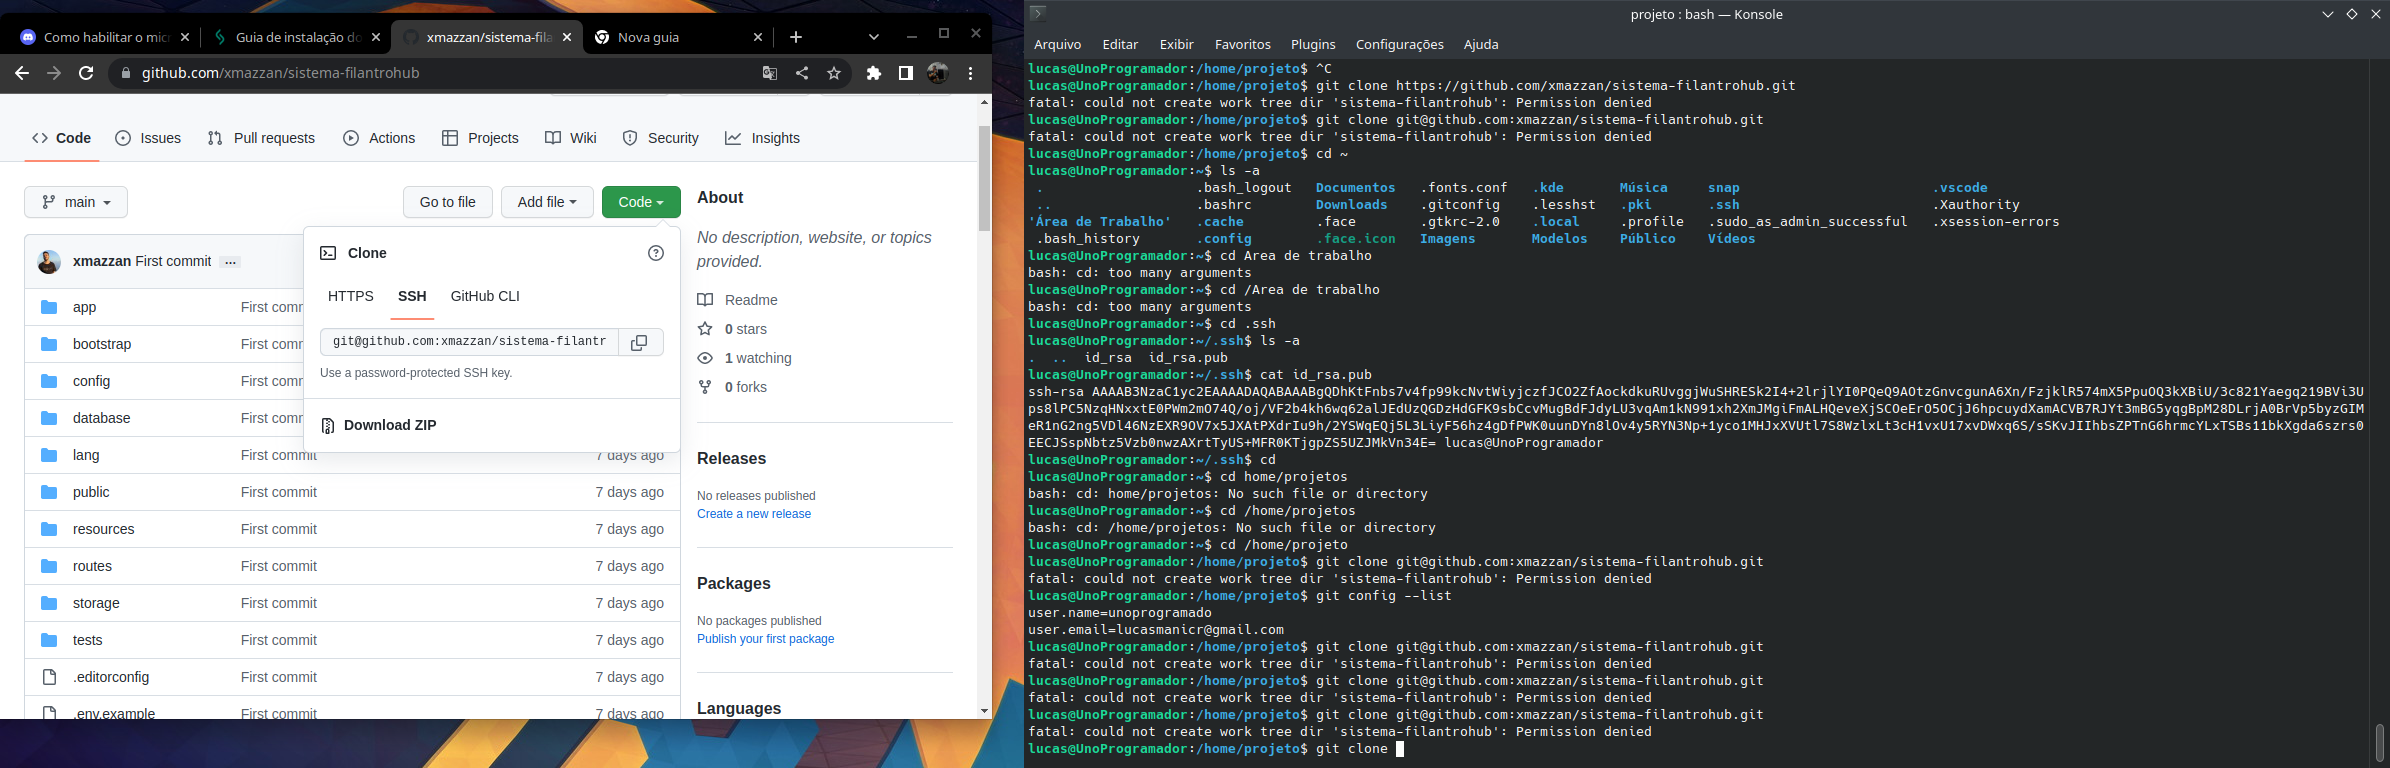 Como habilitar o mic
Guia de instalação do
xmazzan/sistema-fila
Nova guia
github.com/xmazzan/sistema-filantrohub
Code
Issues
Pull requests
Actions
Projects
Wiki
Security
Insights
main
Go to file
Add file
Code
Clone
HTTPS
SSH
GitHub CLI
git@github.com:xmazzan/sistema-filantr
Use a password-protected SSH key.
Download ZIP
xmazzan First commit ...
app First comm
bootstrap First comm
config First comm
database First comm
lang First commit 7 days ago
public First commit 7 days ago
resources First commit 7 days ago
routes First commit 7 days ago
storage First commit 7 days ago
tests First commit 7 days ago
.editorconfig First commit 7 days ago
.env.example First commit 7 days ago
About
No description, website, or topics
provided.
Readme
0 stars
1 watching
0 forks
Releases
No releases published
Create a new release
Packages
No packages published
Publish your first package
Languages
projeto : bash — Konsole
Arquivo Editar Exibir Favoritos Plugins Configurações Ajuda
lucas@UnoProgramador:/home/projeto$ ^C
lucas@UnoProgramador:/home/projeto$ git clone https://github.com/xmazzan/sistema-filantrohub.git
fatal: could not create work tree dir 'sistema-filantrohub': Permission denied
lucas@UnoProgramador:/home/projeto$ git clone git@github.com:xmazzan/sistema-filantrohub.git
fatal: could not create work tree dir 'sistema-filantrohub': Permission denied
lucas@UnoProgramador:/home/projeto$ cd ~
lucas@UnoProgramador:~$ ls -a
. .bash_logout Documentos .fonts.conf .kde Música snap .vscode
.. .bashrc Downloads .gitconfig .lesshst .pki .ssh .Xauthority
'Área de Trabalho' .cache .face .gtkrc-2.0 .local .profile .sudo_as_admin_successful .xsession-errors
.bash_history .config .face.icon Imagens Modelos Público Vídeos
lucas@UnoProgramador:~$ cd Area de trabalho
bash: cd: too many arguments
lucas@UnoProgramador:~$ cd /Area de trabalho
bash: cd: too many arguments
lucas@UnoProgramador:~$ cd .ssh
lucas@UnoProgramador:~/.ssh$ ls -a
. .. id_rsa id_rsa.pub
lucas@UnoProgramador:~/.ssh$ cat id_rsa.pub
ssh-rsa AAAAB3NzaC1yc2EAAAADAQABAAABgQDhKtFnbs7v4fp99kcNvtWiyjczfJCO2ZfAockdkuRUvggjWuSHRESk2I4+2lrjlYI0PQeQ9AOtzGnvcgunA6Xn/FzjklR574mX5PpuOQ3kXBiU/3c821Yaegq219BVi3U
ps8lPC5NzqHNxxtE0PWm2mO74Q/oj/VF2b4kh6wq62alJEdUzQGDzHdGFK9sbCcvMugBdFJdyLU3vqAm1kN991xh2XmJMgiFmALHQeveXjSCOeErO5OCjJ6hpcuydXamACVB7RJYt3mBG5yqgBpM28DLrjA0BrVp5byzGIM
eR1nG2ng5VDl46NzEXR9OV7x5JXAtPXdrIu9h/2YSWqEQj5L3LiyF56hz4gDfPWK0uunDYn8lOv4y5RYN3Np+1yco1MHJxXVUtl7S8WzlxLt3cH1vxU17xvDWxq6S/sSKvJIIhbsZPTnG6hrmcYLxTSBs11bkXgda6szrs0
EECJSspNbtz5Vzb0nwzAXrtTyUS+MFR0KTjgpZS5UZJMkVn34E= lucas@UnoProgramador
lucas@UnoProgramador:~/.ssh$ cd
lucas@UnoProgramador:~$ cd home/projetos
bash: cd: home/projetos: No such file or directory
lucas@UnoProgramador:~$ cd /home/projetos
bash: cd: /home/projetos: No such file or directory
lucas@UnoProgramador:~$ cd /home/projeto
lucas@UnoProgramador:/home/projeto$ git clone git@github.com:xmazzan/sistema-filantrohub.git
fatal: could not create work tree dir 'sistema-filantrohub': Permission denied
lucas@UnoProgramador:/home/projeto$ git config --list
user.name=unoprogramado
user.email=lucasmanicr@gmail.com
lucas@UnoProgramador:/home/projeto$ git clone git@github.com:xmazzan/sistema-filantrohub.git
fatal: could not create work tree dir 'sistema-filantrohub': Permission denied
lucas@UnoProgramador:/home/projeto$ git clone git@github.com:xmazzan/sistema-filantrohub.git
fatal: could not create work tree dir 'sistema-filantrohub': Permission denied
lucas@UnoProgramador:/home/projeto$ git clone git@github.com:xmazzan/sistema-filantrohub.git
fatal: could not create work tree dir 'sistema-filantrohub': Permission denied
lucas@UnoProgramador:/home/projeto$ git clone